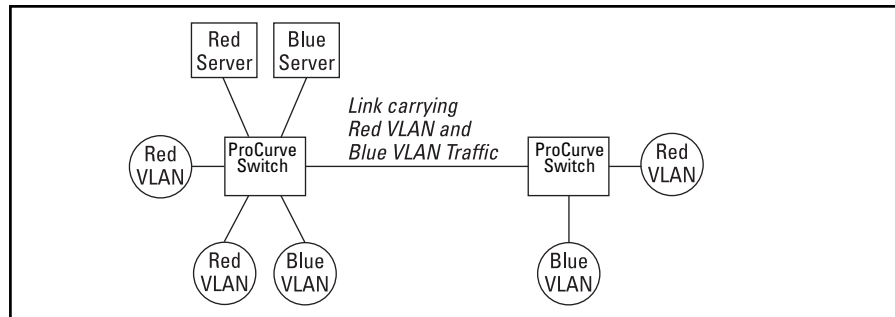 Red
Server
Blue
Server
Link carrying
Red VLAN and
Blue VLAN Traffic
Red
VLAN
ProCurve
Switch
ProCurve
Switch
Red
VLAN
Red
VLAN
Blue
VLAN
Blue
VLAN